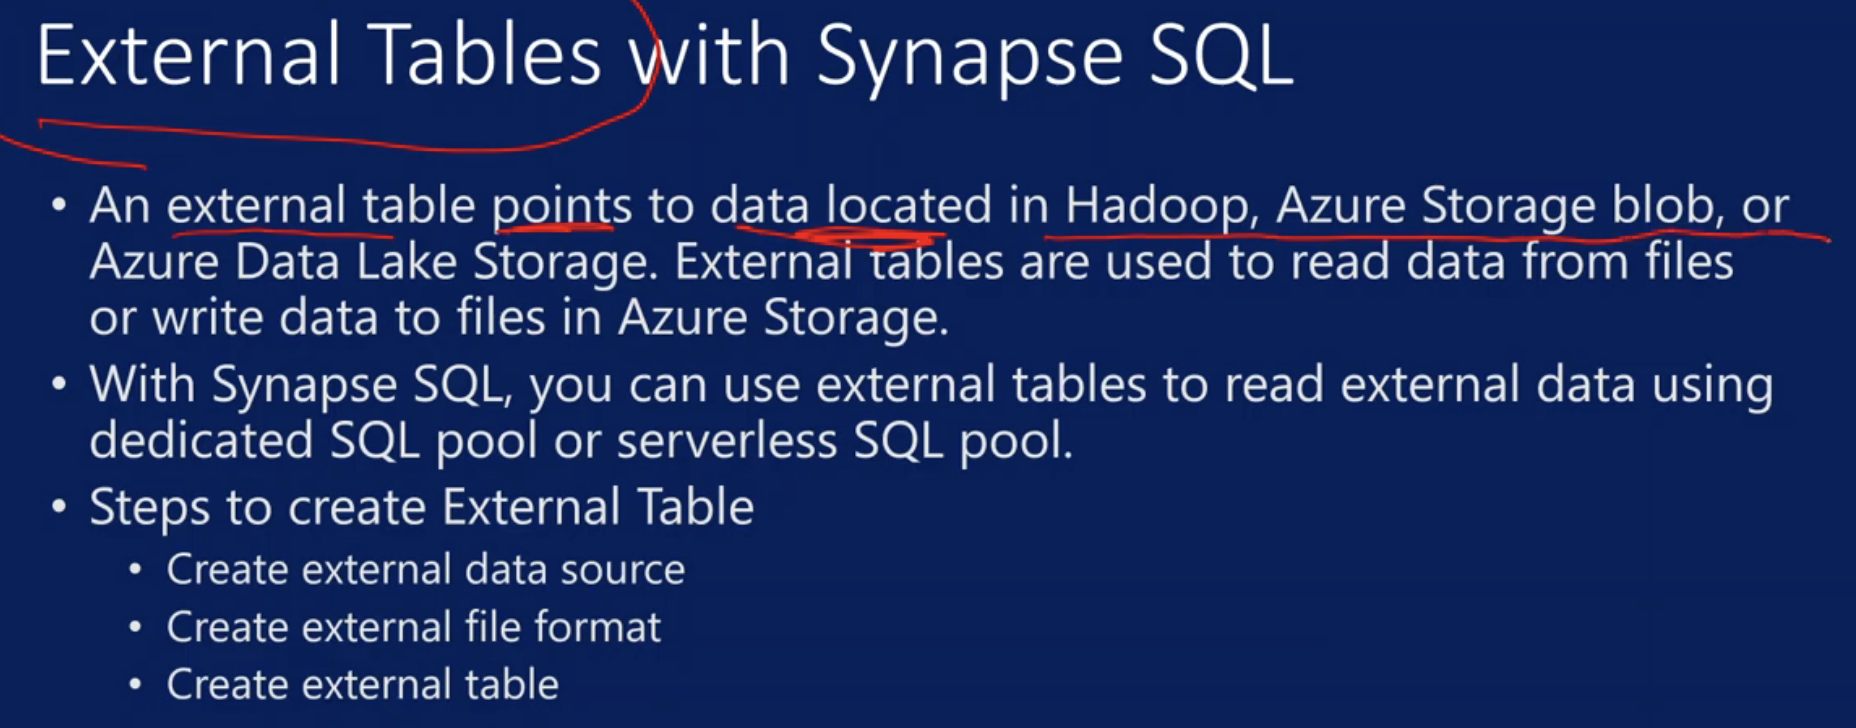 External Tables with Synapse SQL
• An external table points to data located in Hadoop, Azure Storage blob, or
Azure Data Lake Storage. External tables are used to read data from files
or write data to files in Azure Storage.
• With Synapse SQL, you can use external tables to read external data using
dedicated SQL pool or serverless SQL pool.
• Steps to create External Table
• Create external data source
• Create external file format
• Create external table